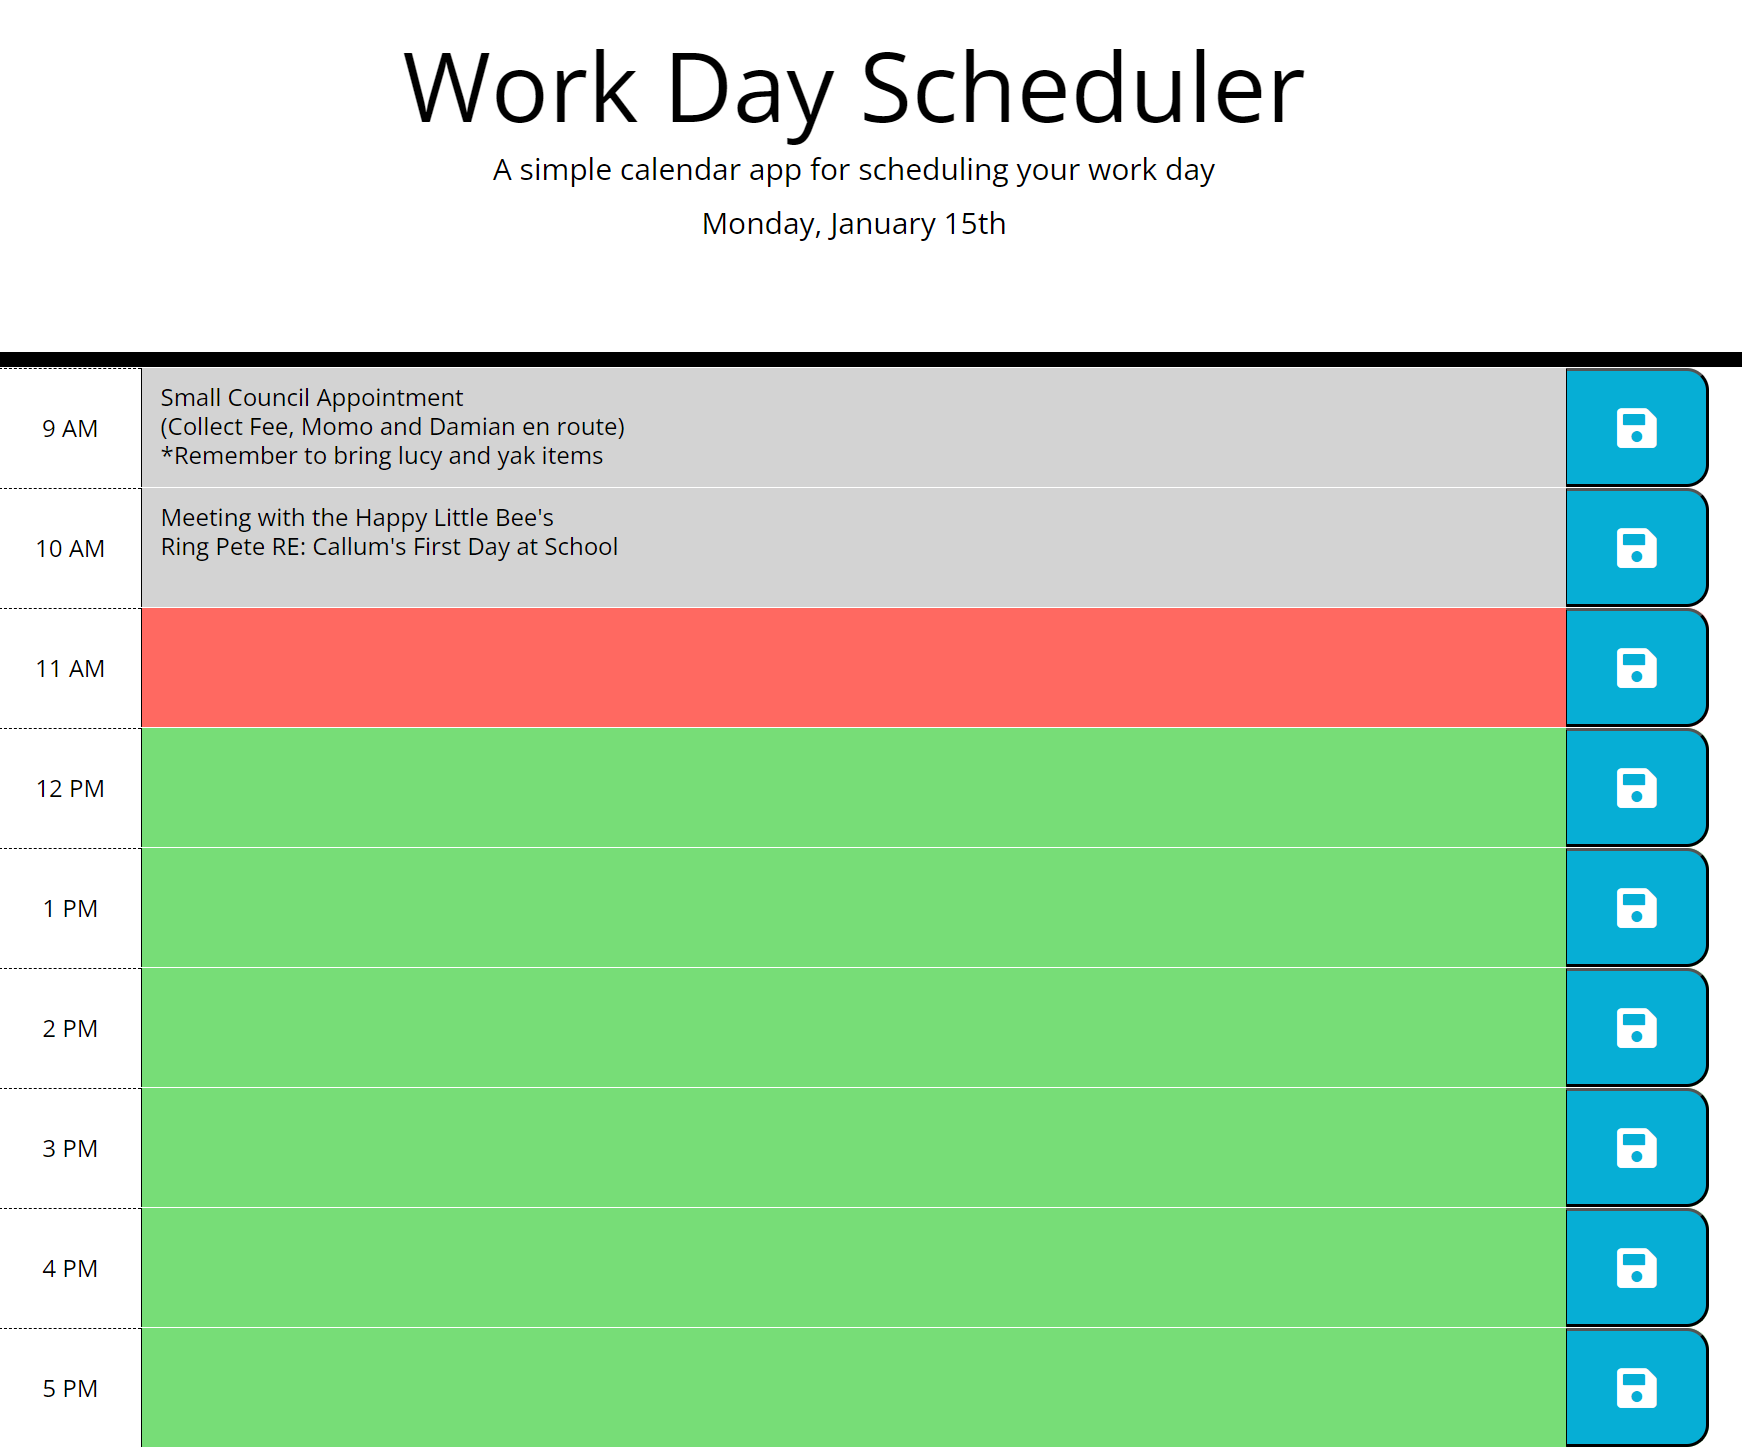 Work Day Scheduler
A simple calendar app for scheduling your work day
Monday, January 15th
9 AM
Small Council Appointment
(Collect Fee, Momo and Damian en route)
*Remember to bring lucy and yak items
10 AM
Meeting with the Happy Little Bee's
Ring Pete RE: Callum's First Day at School
11 AM
12 PM
1 PM
2 PM
3 PM
4 PM
5 PM